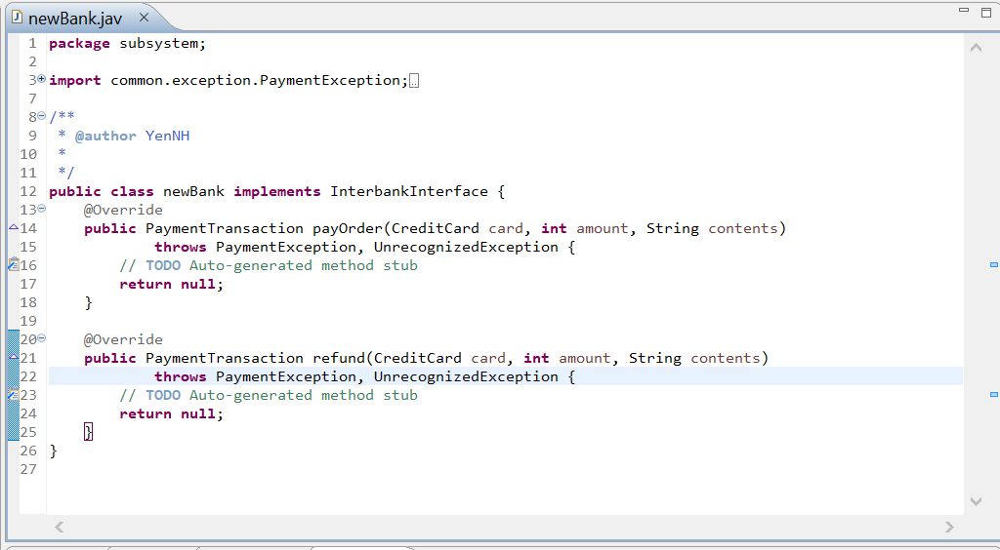 newBank.jav
1 package subsystem;
2
3 import common.exception.PaymentException;
7
8 /**
9 * @author YenNH
10 *
11 */
12 public class newBank implements InterbankInterface {
13 @Override
14 public PaymentTransaction payOrder(CreditCard card, int amount, String contents)
15 throws PaymentException, UnrecognizedException {
16 // TODO Auto-generated method stub
17 return null;
18 }
19
20 @Override
21 public PaymentTransaction refund(CreditCard card, int amount, String contents)
22 throws PaymentException, UnrecognizedException {
23 // TODO Auto-generated method stub
24 return null;
25 }
26 }
27